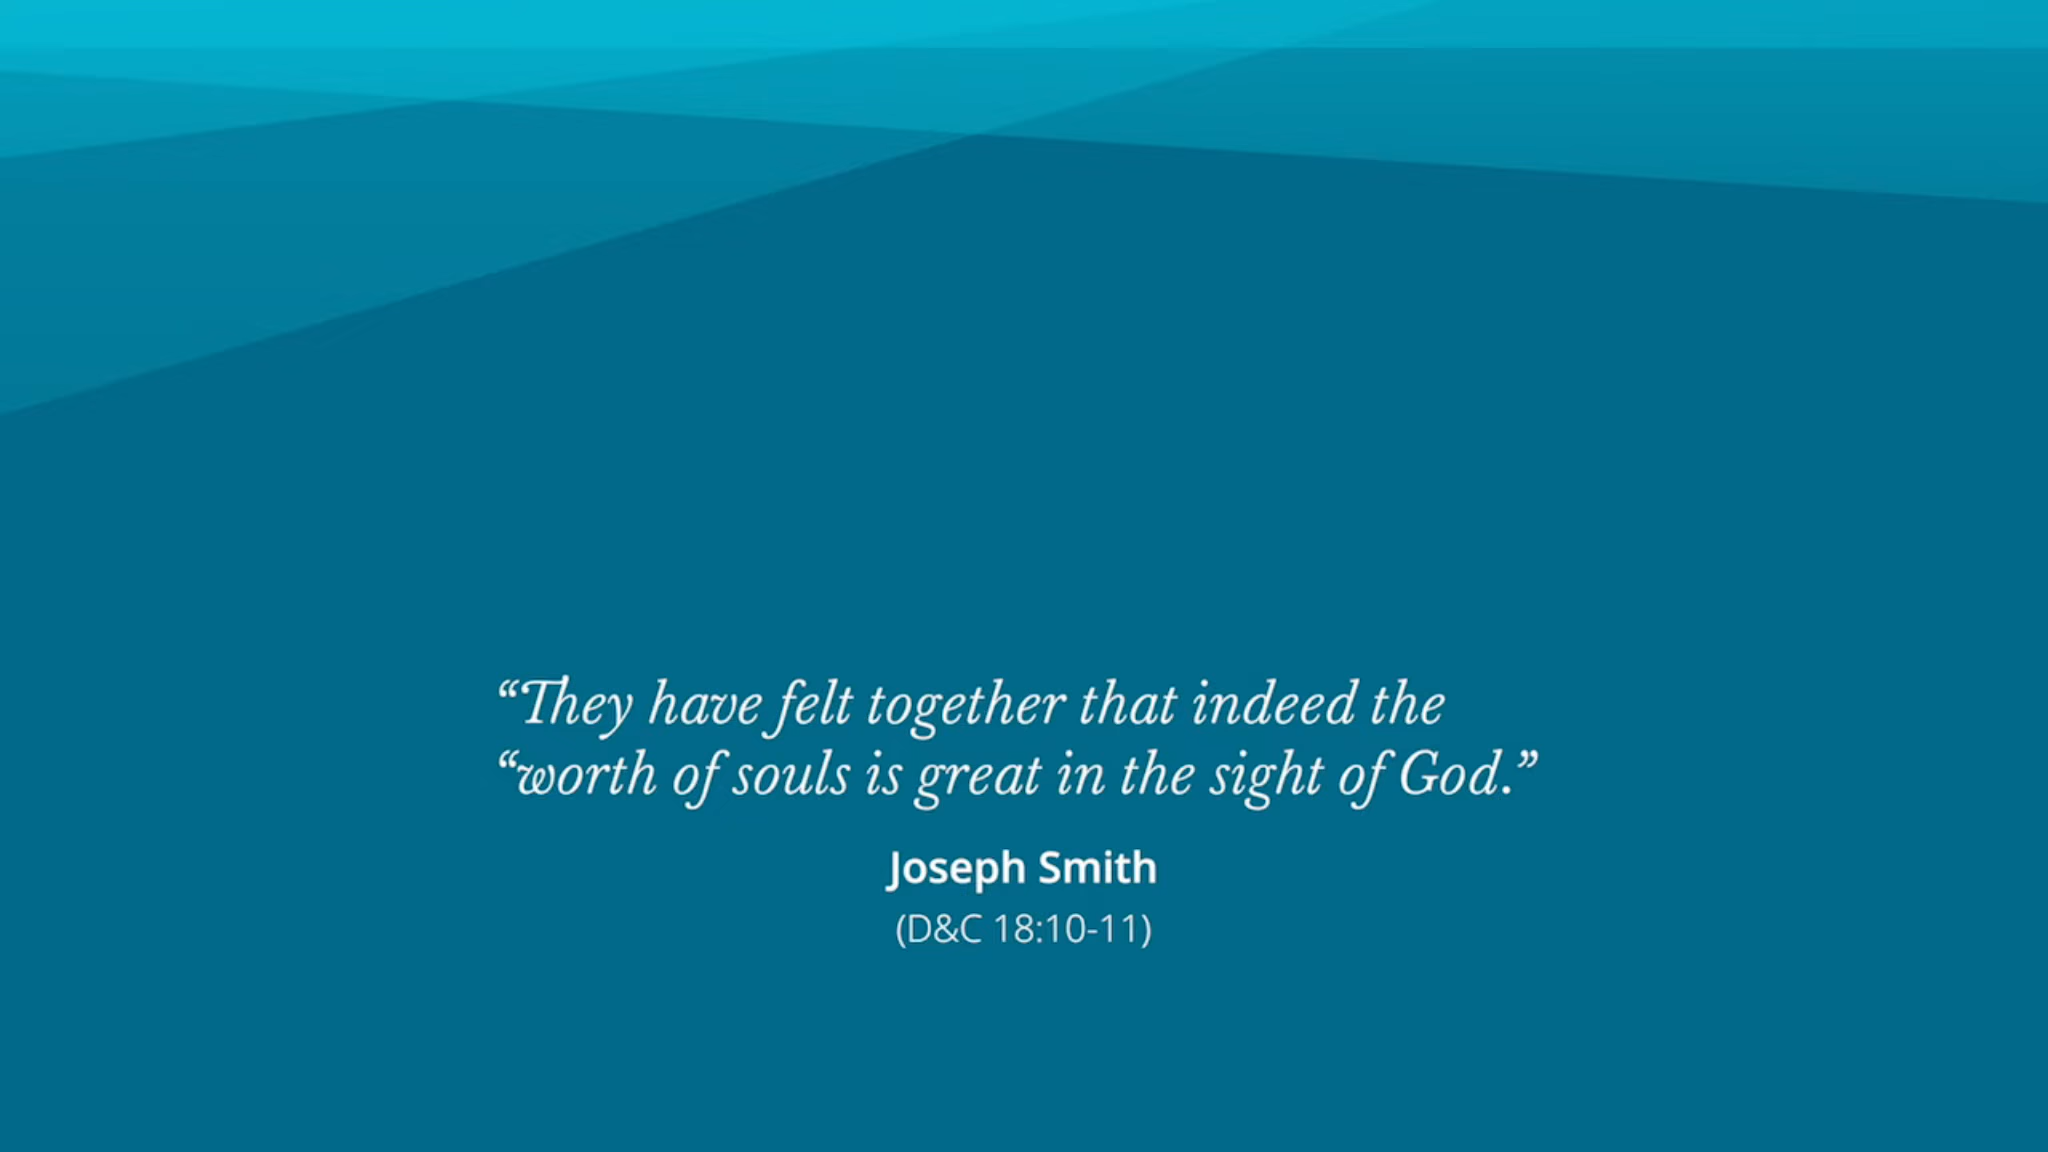 “They have felt together that indeed the
“worth of souls is great in the sight of God.”
Joseph Smith
(D&C 18:10-11)